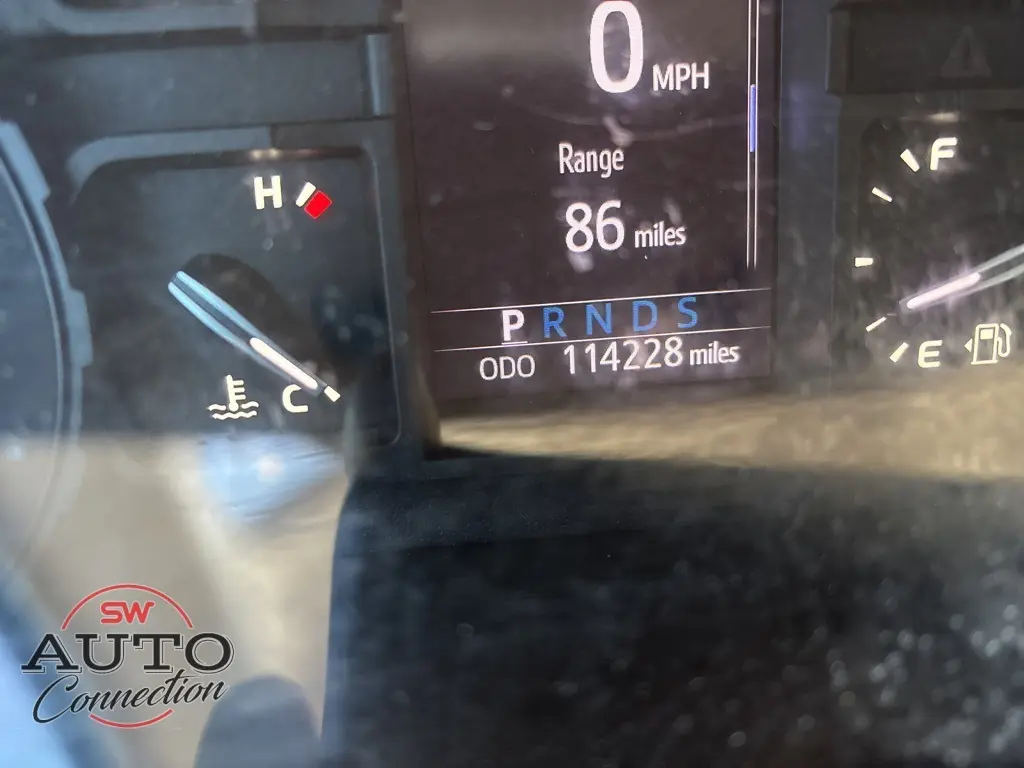 0 MPH
Range
86 miles
P R N D S
ODO 114228 miles
H
C
F
E
SW
AUTO
Connection